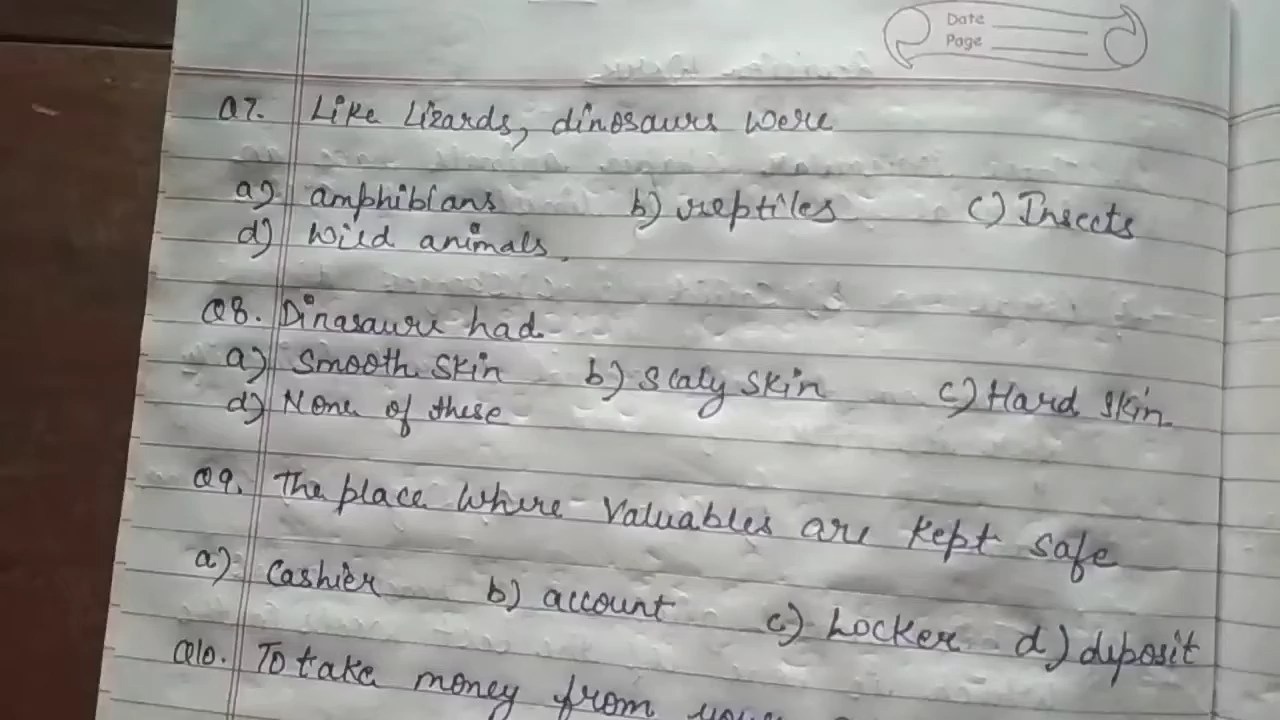 Date
Page
Q7. Like Lizards, dinosaurs were
a) amphibians b) reptiles c) Insects
d) Wild animals.
Q8. Dinasaurs had
a) Smooth Skin b) Scaly Skin c) Hard Skin
d) None of these
Q9. The place where Valuables are kept safe
a) Cashier b) account c) Locker d) deposit
Q10. To take money from your